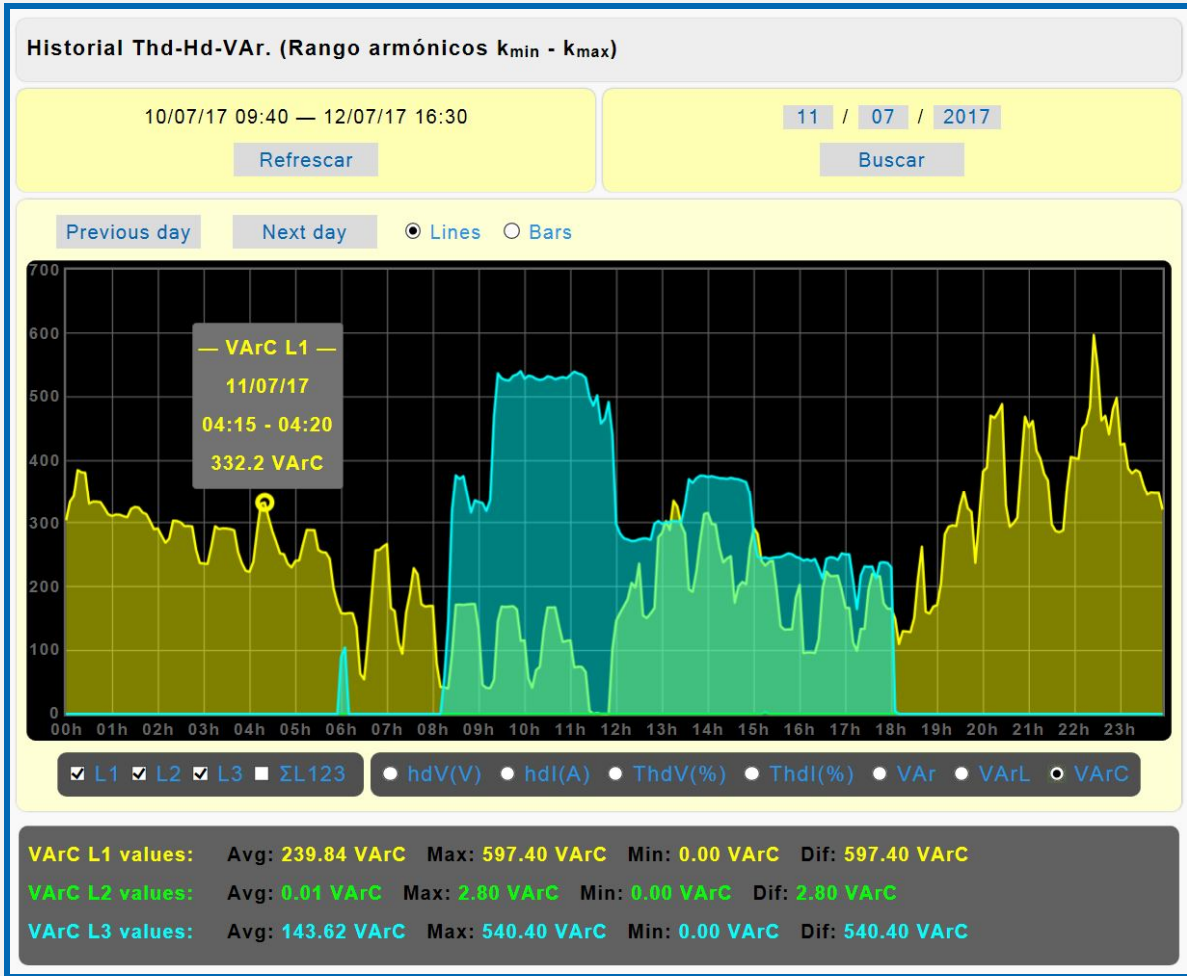 Historial Thd-Hd-VAr. (Rango armónicos kmin - kmax)
10/07/17 09:40 — 12/07/17 16:30
Refrescar
11 / 07 / 2017
Buscar
Previous day Next day Lines Bars
700
600
500
400
300
200
100
0
— VArC L1 —
11/07/17
04:15 - 04:20
332.2 VArC
00h 01h 02h 03h 04h 05h 06h 07h 08h 09h 10h 11h 12h 13h 14h 15h 16h 17h 18h 19h 20h 21h 22h 23h
L1 L2 L3 ΣL123 hdV(V) hdI(A) ThdV(%) ThdI(%) VAr VArL VArC
VArC L1 values: Avg: 239.84 VArC Max: 597.40 VArC Min: 0.00 VArC Dif: 597.40 VArC
VArC L2 values: Avg: 0.01 VArC Max: 2.80 VArC Min: 0.00 VArC Dif: 2.80 VArC
VArC L3 values: Avg: 143.62 VArC Max: 540.40 VArC Min: 0.00 VArC Dif: 540.40 VArC